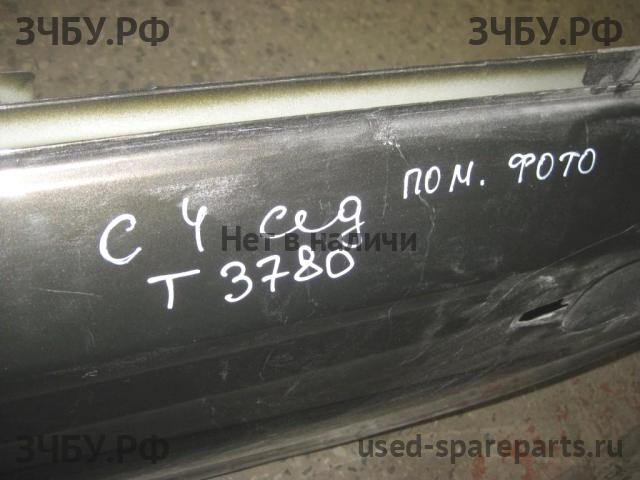 ЗЧБУ.РФ ЗЧБУ.РФ
ПОМ. ФОТО
С 4 сед
Нет в наличи
Т 3780
ЗЧБУ.РФ used-spareparts.ru